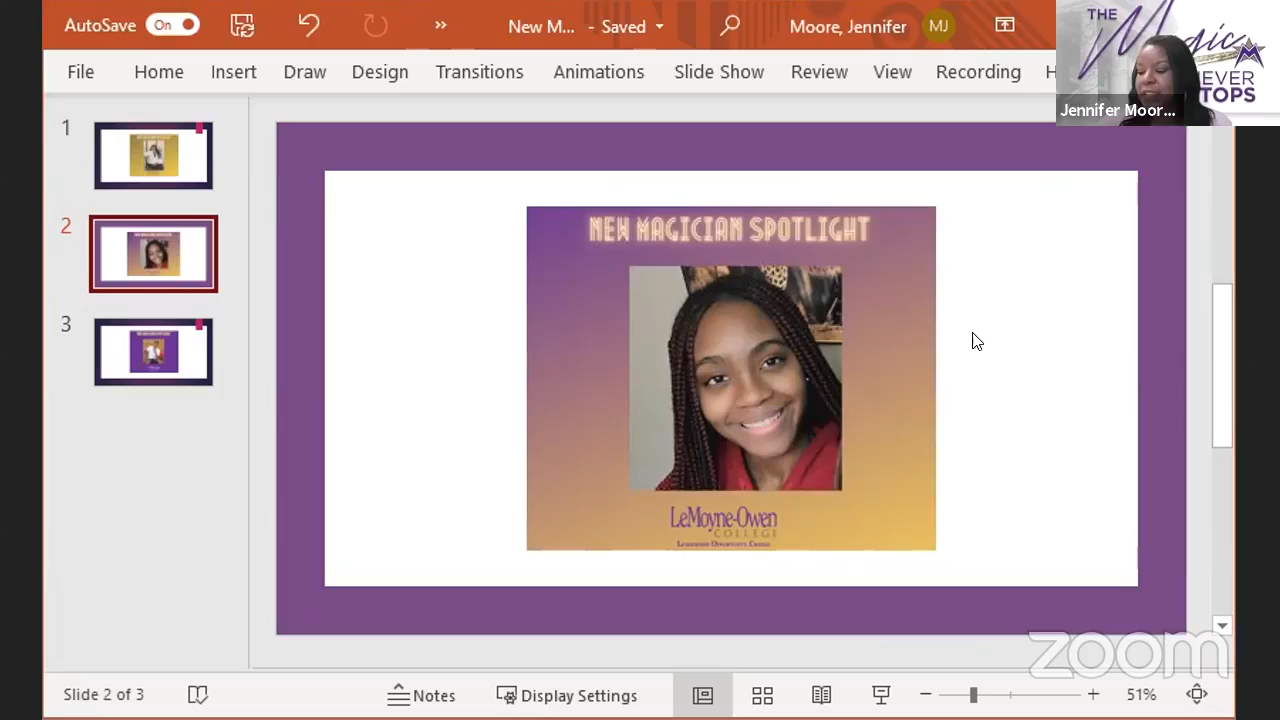 AutoSave On New M... - Saved Moore, Jennifer MJ
File Home Insert Draw Design Transitions Animations Slide Show Review View Recording H
THE
Magic
EVER
TOPS
Jennifer Moor...
1
2
3
NEW MAGICIAN SPOTLIGHT
LeMoyne-Owen
COLLEGE
zoom
Slide 2 of 3 Notes Display Settings 51%